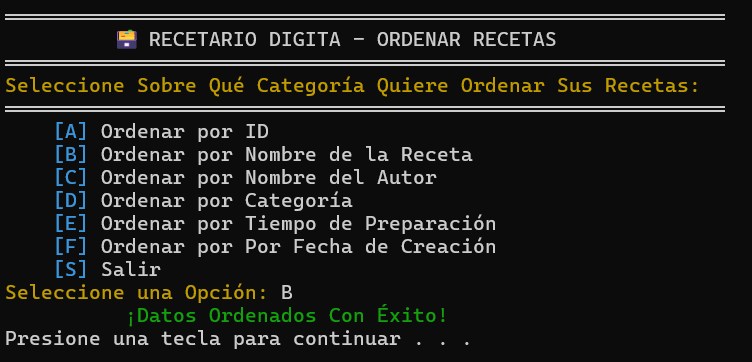 RECETARIO DIGITA - ORDENAR RECETAS
Seleccione Sobre Qué Categoría Quiere Ordenar Sus Recetas:
[A] Ordenar por ID
[B] Ordenar por Nombre de la Receta
[C] Ordenar por Nombre del Autor
[D] Ordenar por Categoría
[E] Ordenar por Tiempo de Preparación
[F] Ordenar por Por Fecha de Creación
[S] Salir
Seleccione una Opción: B
¡Datos Ordenados Con Éxito!
Presione una tecla para continuar . . .